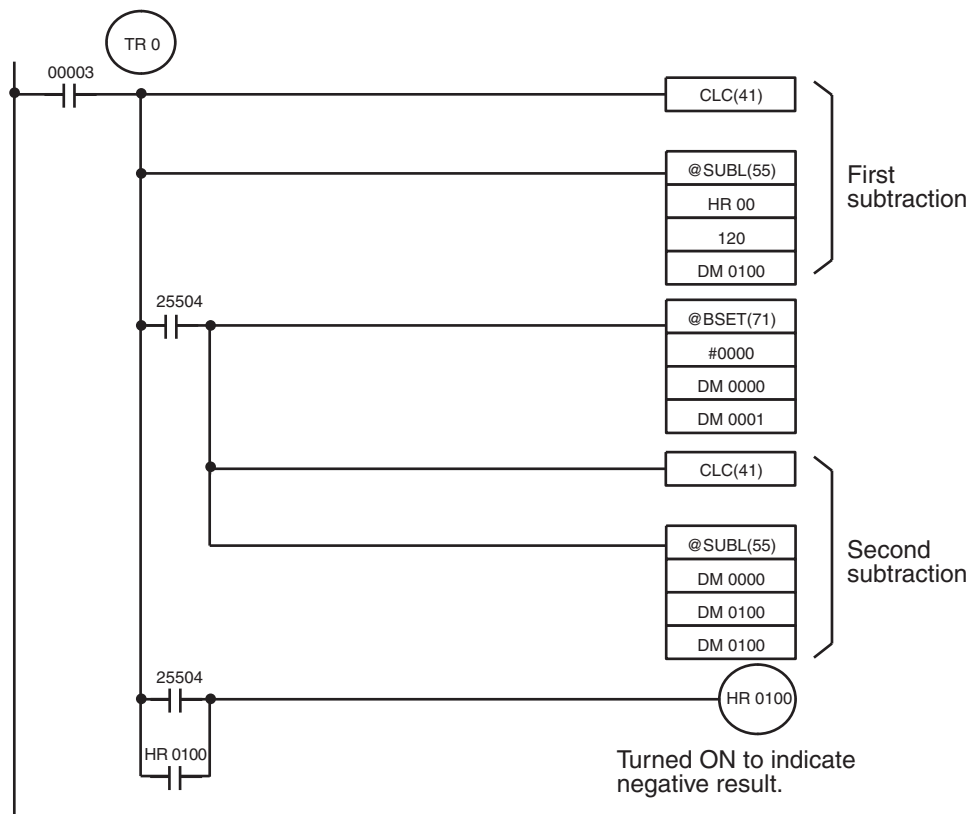 TR 0
00003
CLC(41)
@SUBL(55)
HR 00
120
DM 0100
First
subtraction
25504
@BSET(71)
#0000
DM 0000
DM 0001
CLC(41)
@SUBL(55)
DM 0000
DM 0100
DM 0100
Second
subtraction
25504
HR 0100
HR 0100
Turned ON to indicate
negative result.